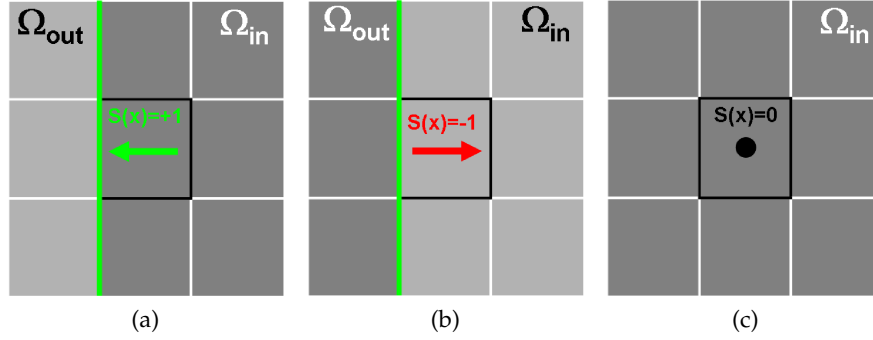 Ωout Ωin
S(x)=+1
(a)
Ωout Ωin
S(x)=-1
(b)
Ωin
S(x)=0
(c)